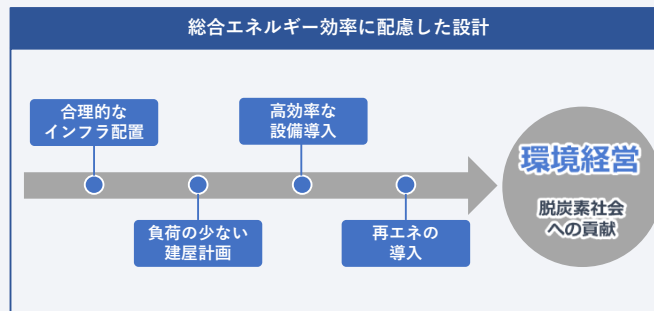 総合エネルギー効率に配慮した設計
合理的な
インフラ配置
負荷の少ない
建屋計画
高効率な
設備導入
再エネの
導入
環境経営
脱炭素社会
への貢献